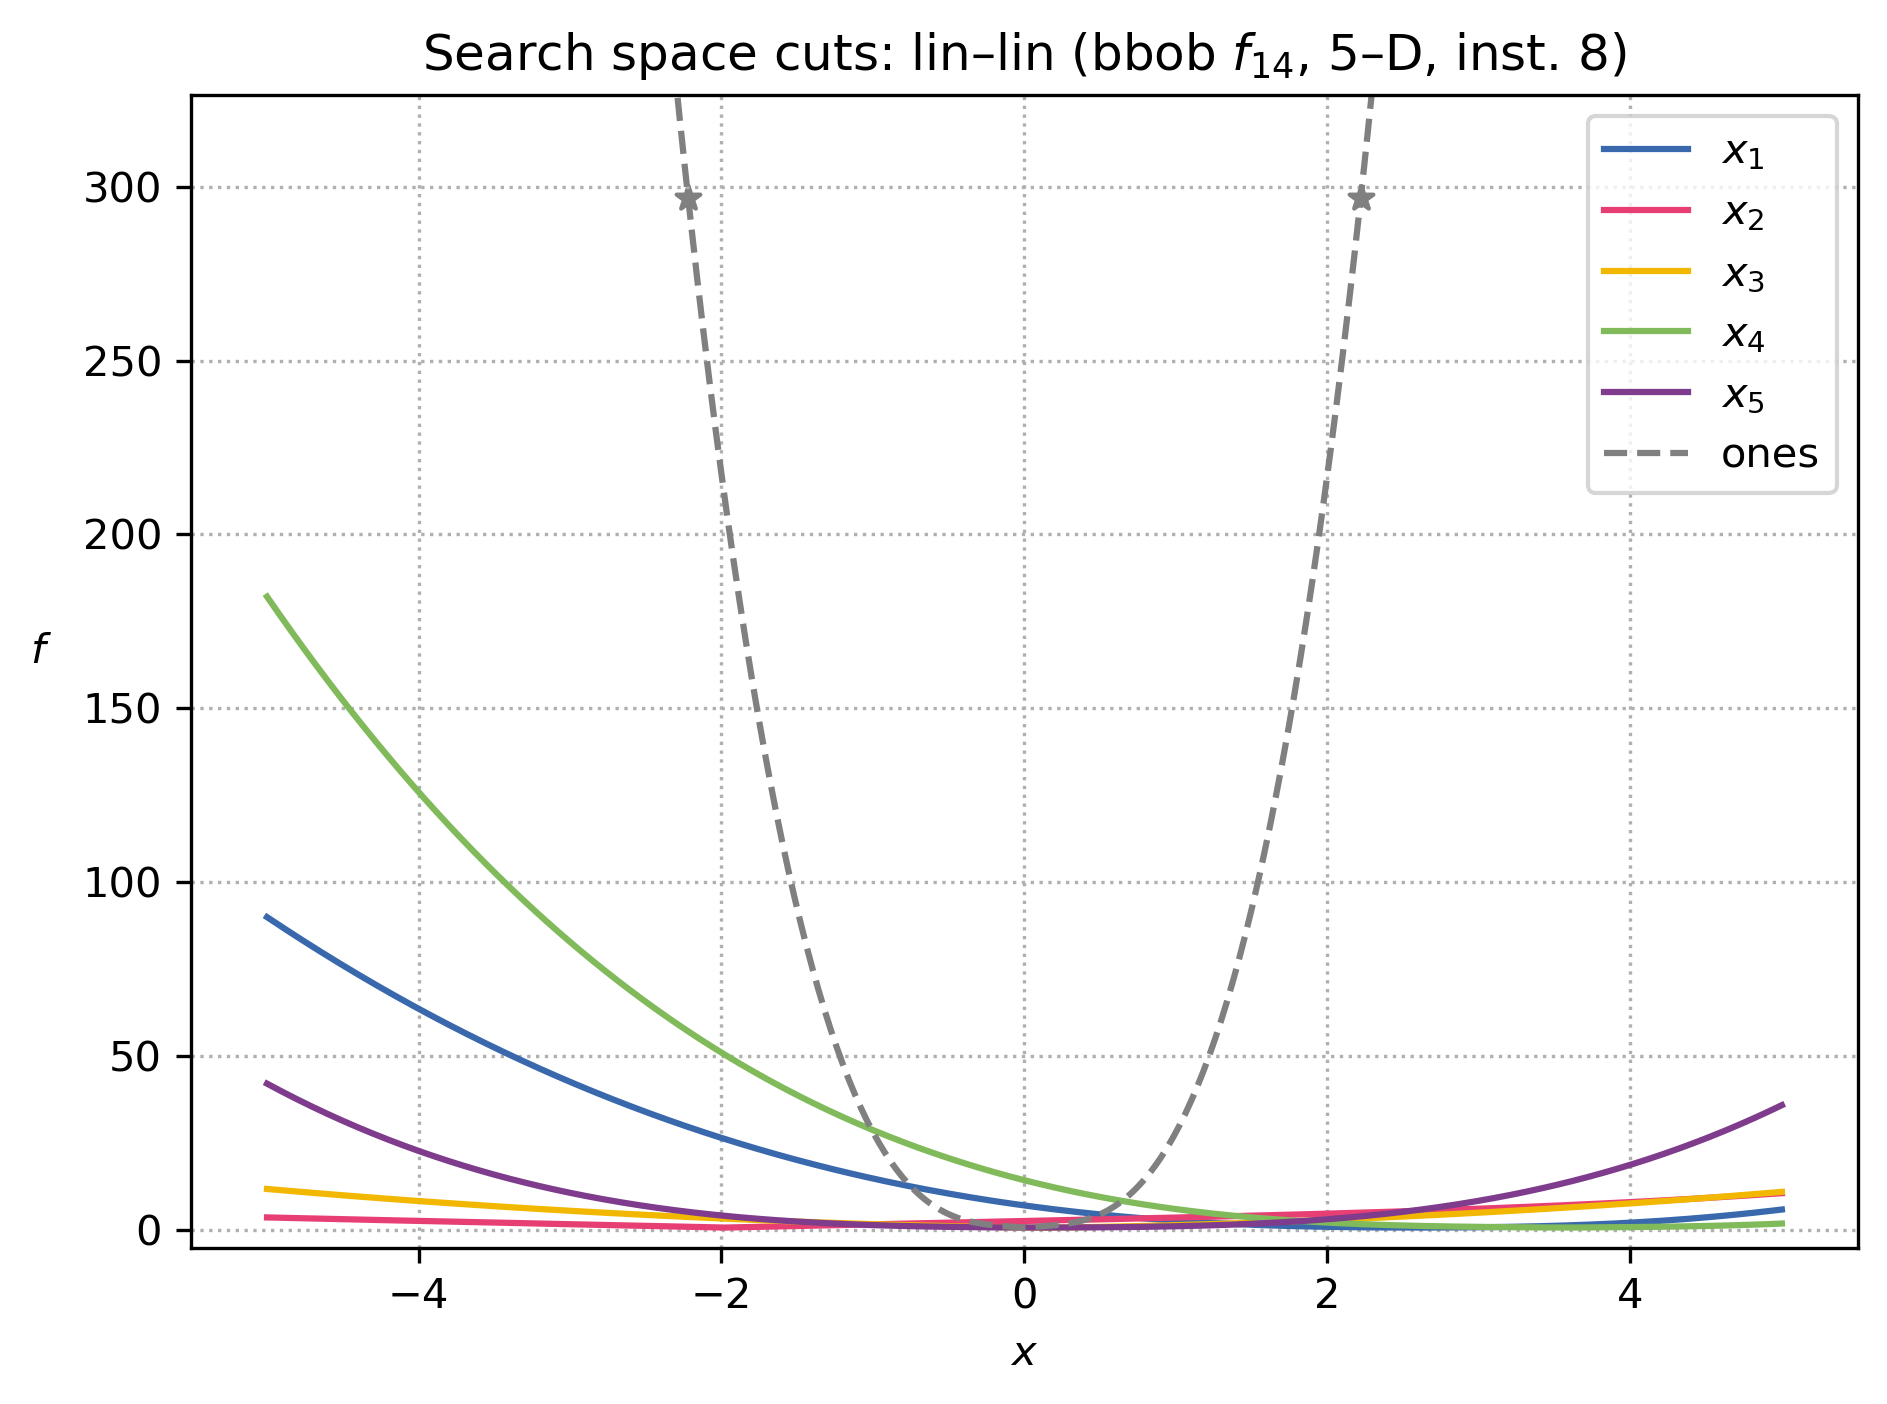 Search space cuts: lin–lin (bbob f₁₄, 5–D, inst. 8)
300
250
200
150
100
50
0
f
−4
−2
0
2
4
x
x₁
x₂
x₃
x₄
x₅
ones